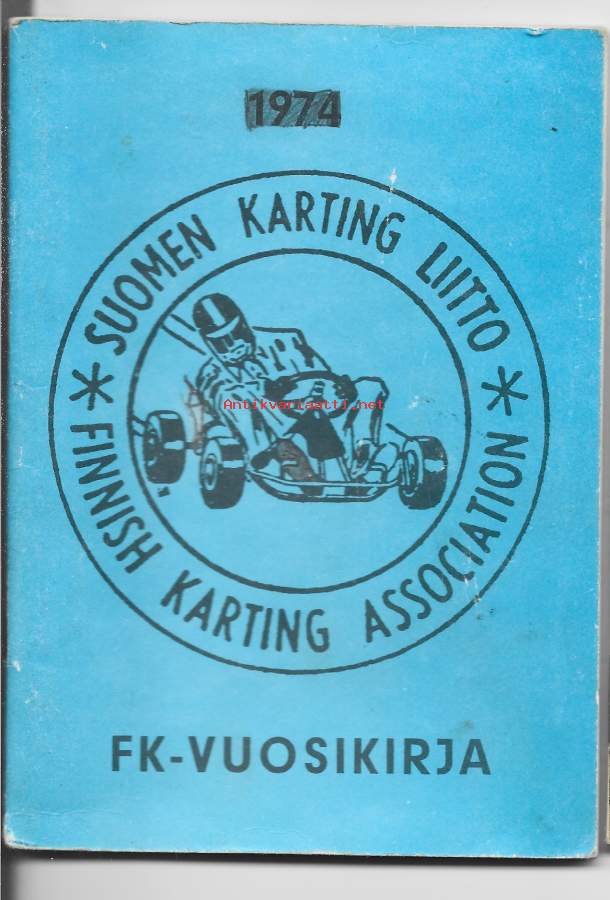 1974
SUOMEN KARTING LIITTO
FINNISH KARTING ASSOCIATION
Antikvariaatti.net
FK-VUOSIKIRJA